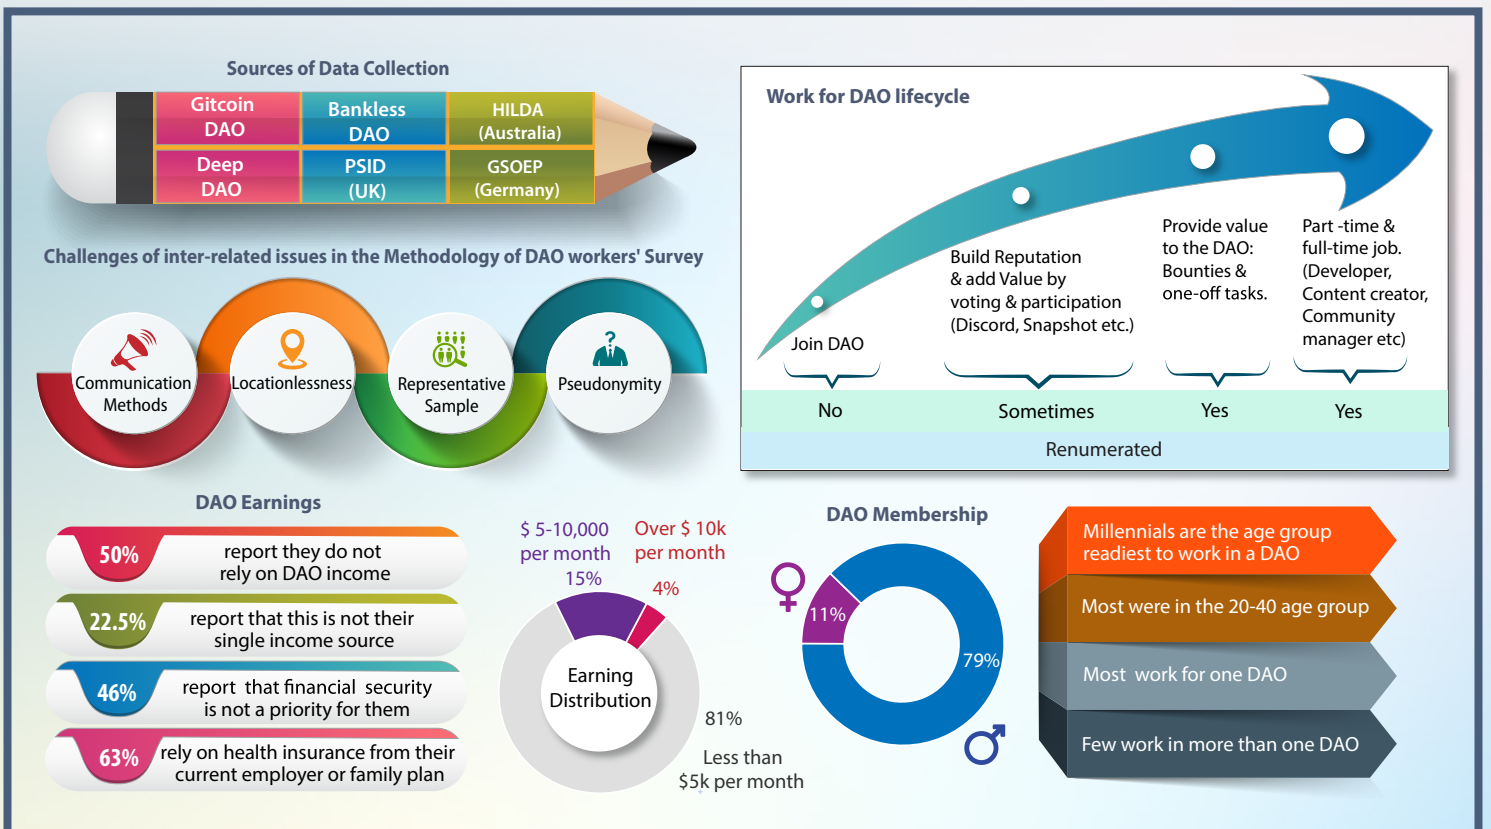 Sources of Data Collection
Gitcoin
DAO
Bankless
DAO
HILDA
(Australia)
Deep
DAO
PSID
(UK)
GSOEP
(Germany)
Challenges of inter-related issues in the Methodology of DAO workers' Survey
Communication
Methods
Locationlessness
Representative
Sample
Pseudonymity
Work for DAO lifecycle
Join DAO
Build Reputation
& add Value by
voting & participation
(Discord, Snapshot etc.)
Provide value
to the DAO:
Bounties &
one-off tasks.
Part -time &
full-time job.
(Developer,
Content creator,
Community
manager etc)
No
Sometimes
Yes
Yes
Renumerated
DAO Earnings
50%
report they do not
rely on DAO income
22.5%
report that this is not their
single income source
46%
report that financial security
is not a priority for them
63%
rely on health insurance from their
current employer or family plan
$ 5-10,000
per month
15%
Over $ 10k
per month
4%
Earning
Distribution
81%
Less than
$5k per month
DAO Membership
11%
79%
Millennials are the age group
readiest to work in a DAO
Most were in the 20-40 age group
Most work for one DAO
Few work in more than one DAO